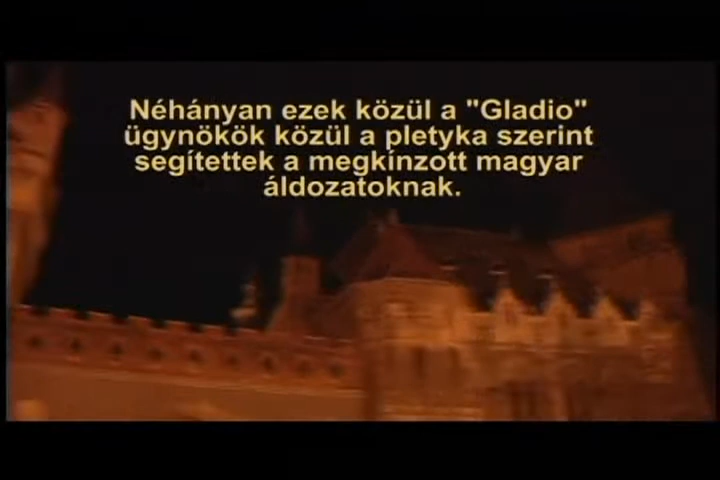 Néhányan ezek közül a "Gladio"
ügynökök közül a pletyka szerint
segítettek a megkínzott magyar
áldozatoknak.